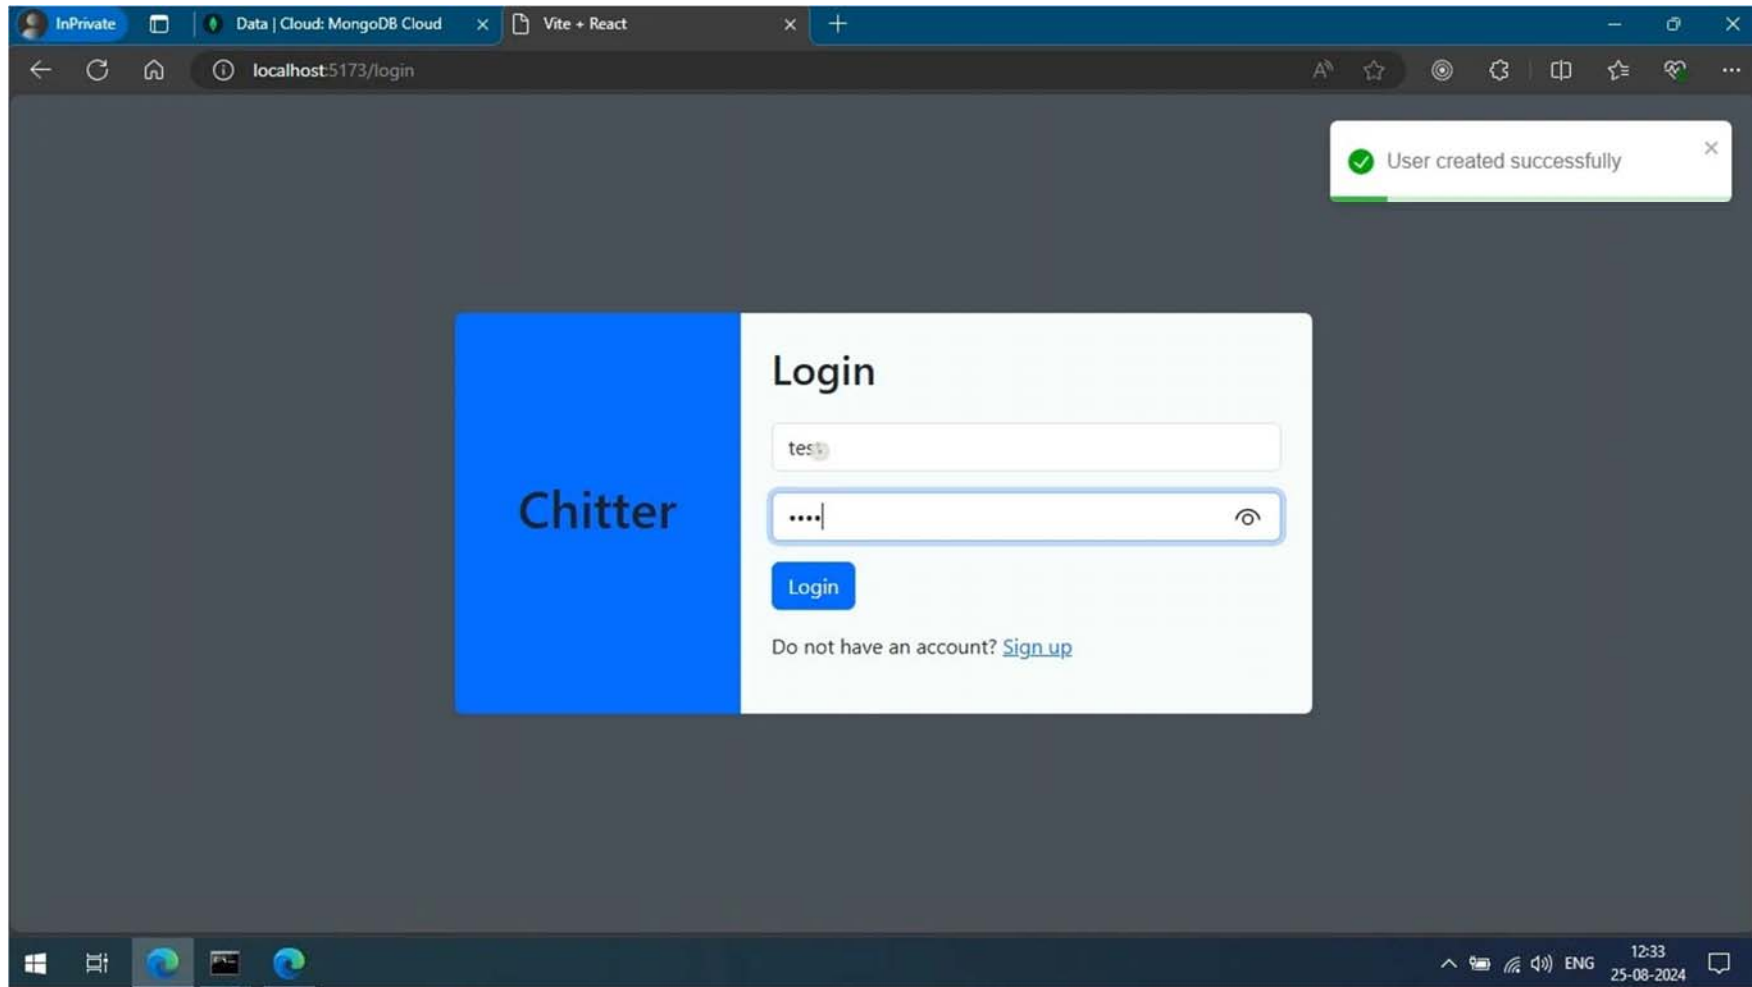 InPrivate
Data | Cloud: MongoDB Cloud
Vite + React
localhost:5173/login
User created successfully
Chitter
Login
test
••••
Login
Do not have an account? Sign up
ENG
12:33
25-08-2024